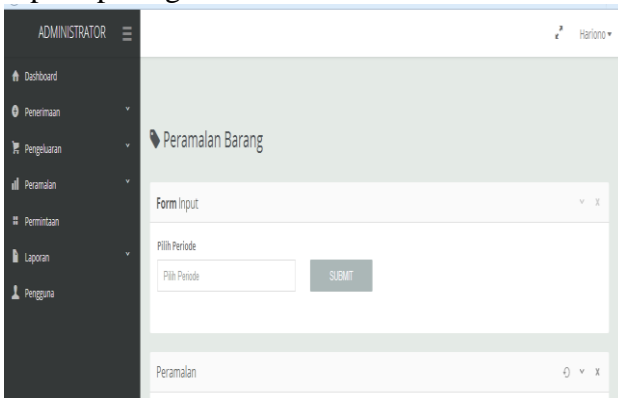 ADMINISTRATOR
Hariono
Dashboard
Penerimaan
Pengeluaran
Peramalan
Permintaan
Laporan
Pengguna
Peramalan Barang
Form Input
Pilih Periode
Pilih Periode
SUBMIT
Peramalan